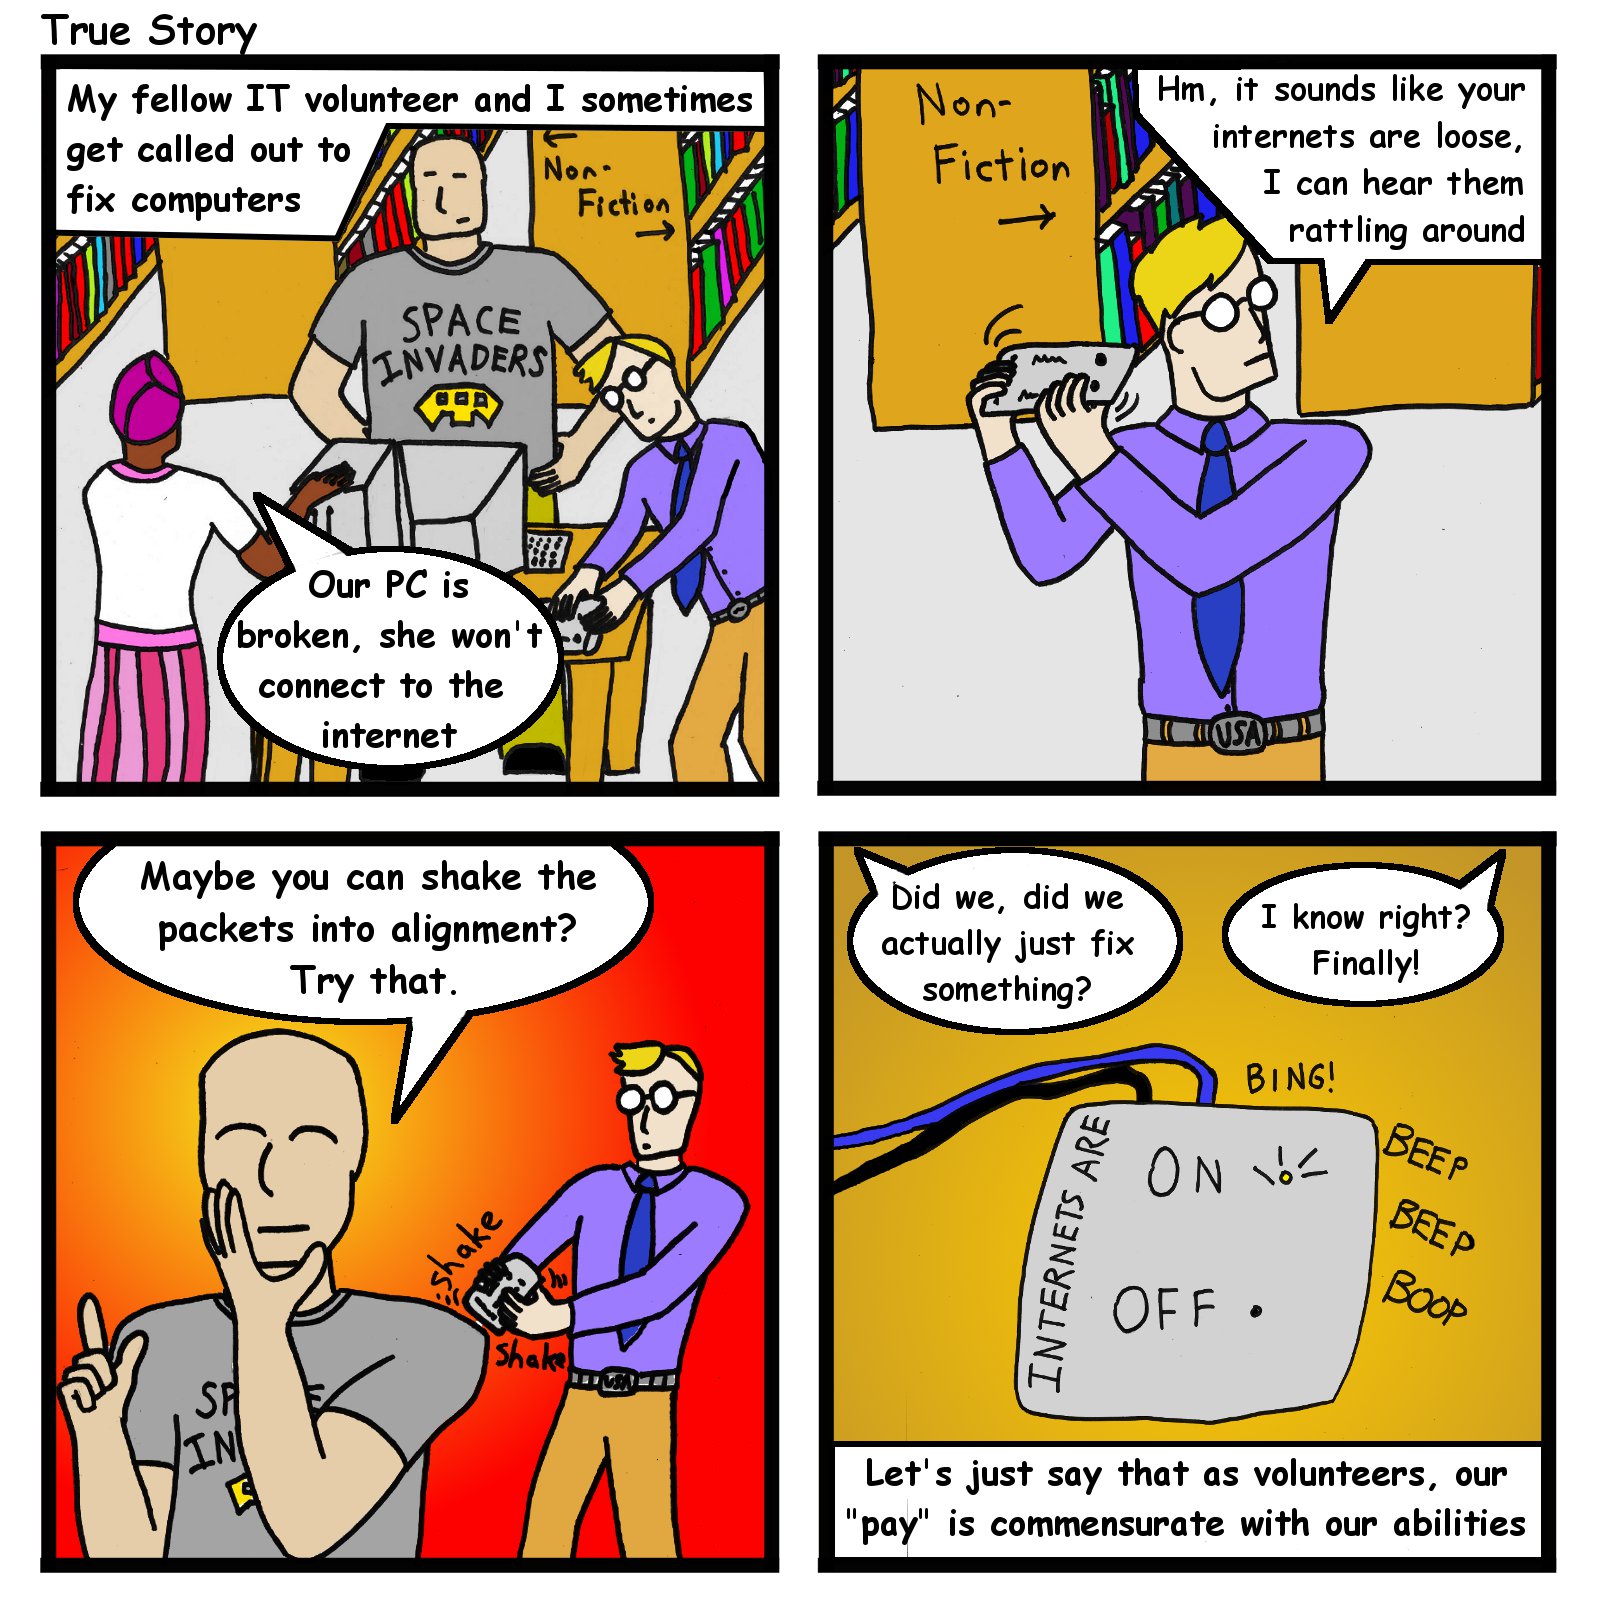 True Story
My fellow IT volunteer and I sometimes
get called out to
fix computers
Non-
Fiction
SPACE
INVADERS
Our PC is
broken, she won't
connect to the
internet
Non-
Fiction
Hm, it sounds like your
internets are loose,
I can hear them
rattling around
USA
Maybe you can shake the
packets into alignment?
Try that.
shake
shake
USA
SP E
IN
Did we, did we
actually just fix
something?
I know right?
Finally!
BING!
BEEP
BEEP
BOOP
INTERNETS ARE
ON
OFF
Let's just say that as volunteers, our
"pay" is commensurate with our abilities